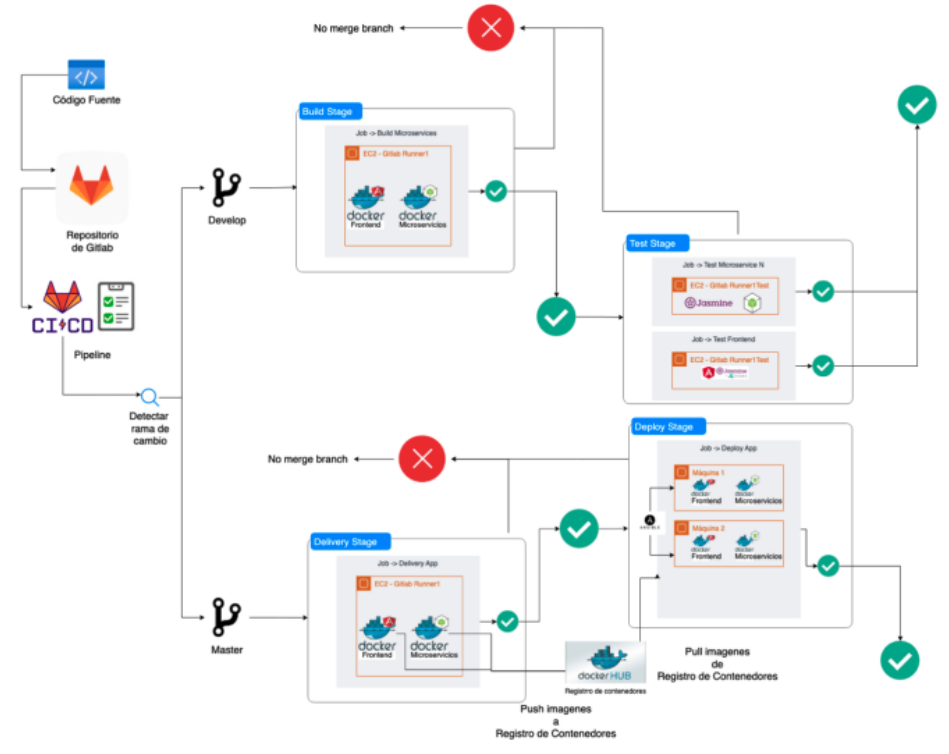 No merge branch
Código Fuente
Repositorio
de Gitlab
CI CD
Pipeline
Detectar
rama de
cambio
Develop
Build Stage
Job -> Build Microservices
EC2 - Gitlab Runner1
docker
Frontend
docker
Microservicios
Test Stage
Job -> Test Microservice N
EC2 - Gitlab Runner1Test
Jasmine
Job -> Test Frontend
EC2 - Gitlab Runner1Test
Jasmine
No merge branch
Master
Delivery Stage
Job -> Delivery App
EC2 - Gitlab Runner1
docker
Frontend
docker
Microservicios
Deploy Stage
Job -> Deploy App
Máquina 1
docker
Frontend
docker
Microservicios
Máquina 2
docker
Frontend
docker
Microservicios
docker HUB
Registro de contenedores
Push imagenes
a
Registro de Contenedores
Pull imagenes
de
Registro de Contenedores